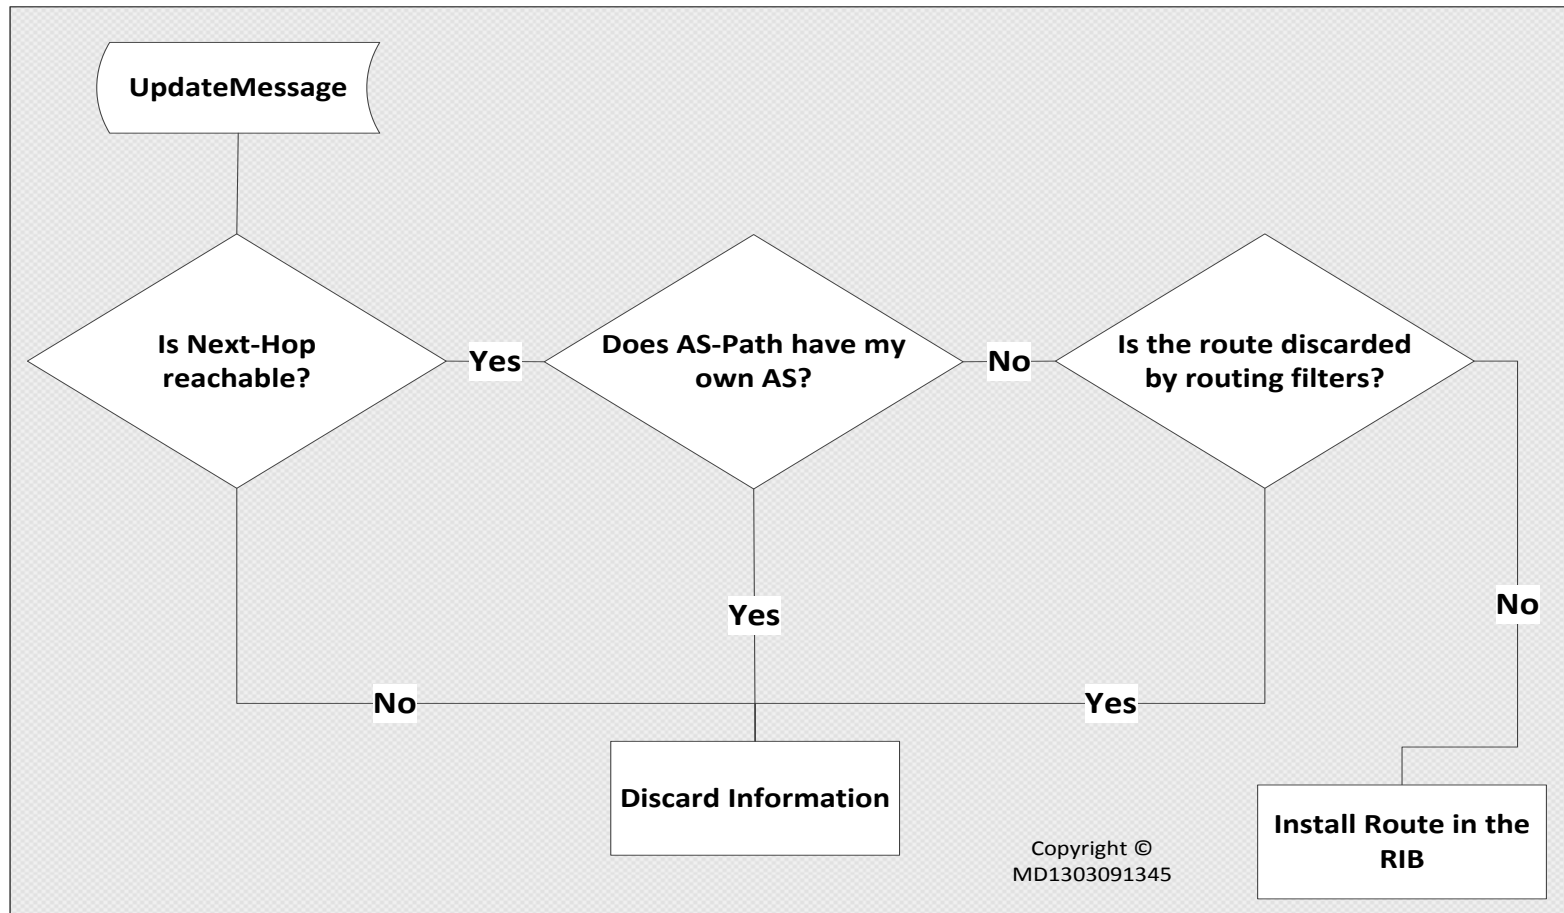 UpdateMessage
Is Next-Hop
reachable?
Yes
Does AS-Path have my
own AS?
No
Is the route discarded
by routing filters?
Yes
No
No
Yes
Discard Information
Install Route in the
RIB
Copyright ©
MD1303091345